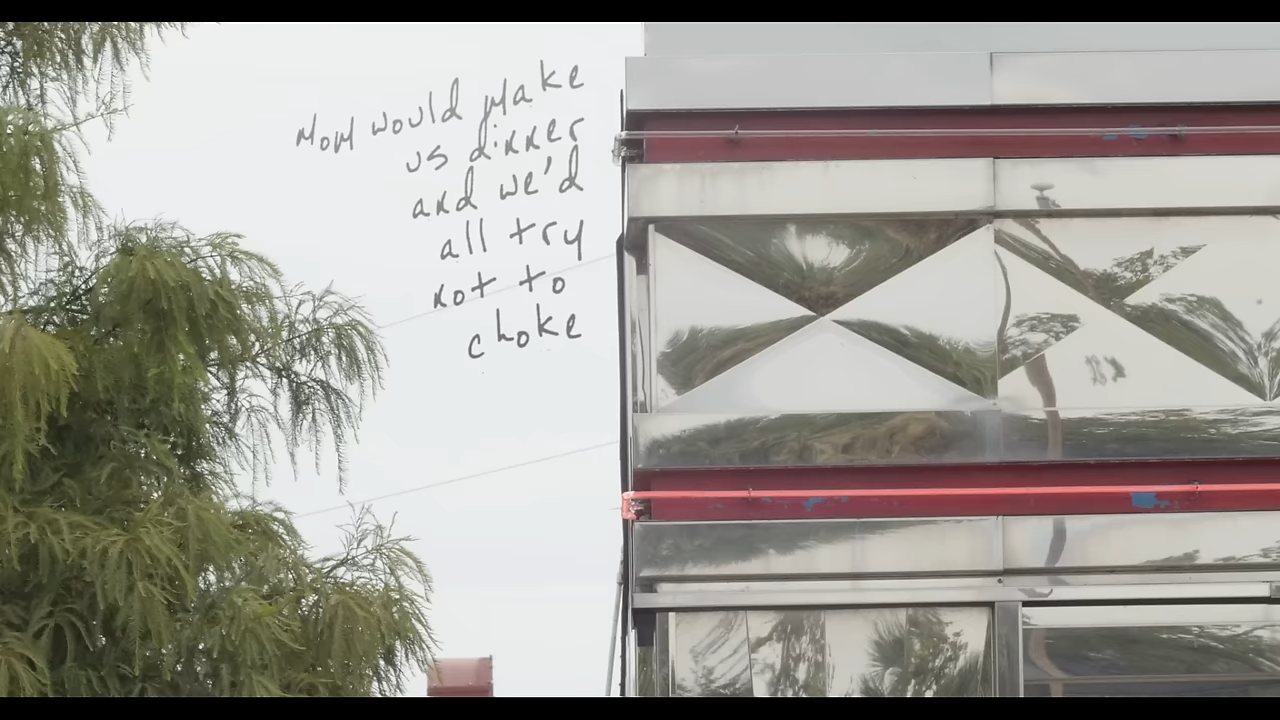 Mom would make
us dinner
and we'd
all try
not to
choke